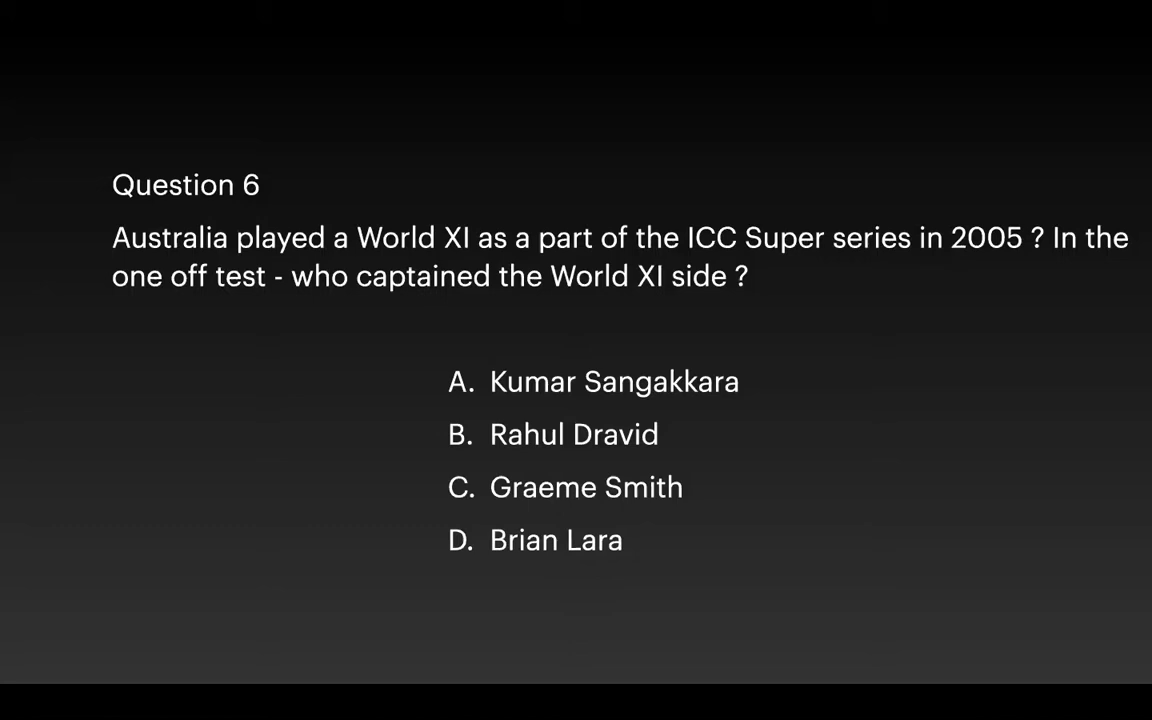 Question 6
Australia played a World XI as a part of the ICC Super series in 2005 ? In the
one off test - who captained the World XI side ?
A. Kumar Sangakkara
B. Rahul Dravid
C. Graeme Smith
D. Brian Lara